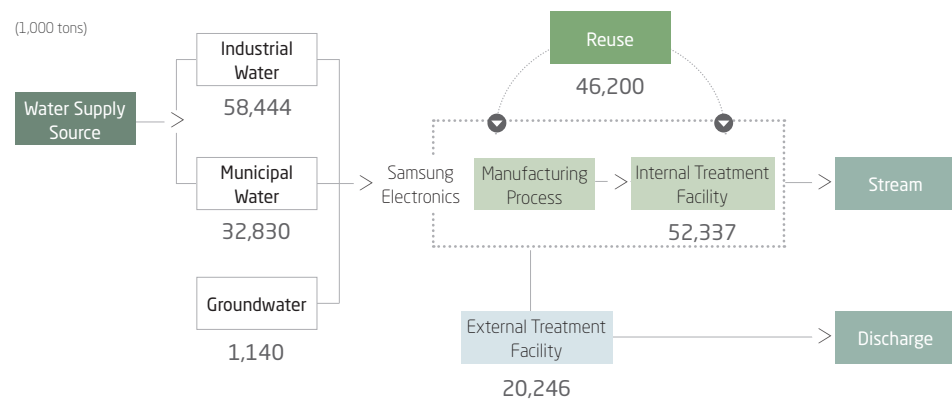 (1,000 tons)
Water Supply
Source
Industrial
Water
58,444
Municipal
Water
32,830
Groundwater
1,140
Samsung
Electronics
Reuse
46,200
Manufacturing
Process
Internal Treatment
Facility
52,337
Stream
External Treatment
Facility
20,246
Discharge